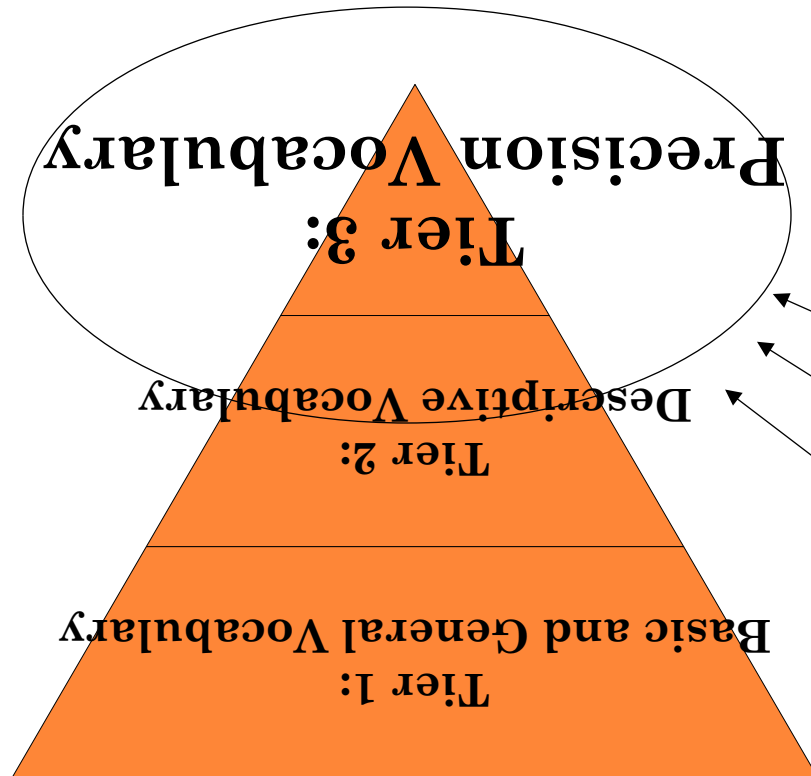 Tier 1:
Basic and General Vocabulary
Tier 2:
Descriptive Vocabulary
Tier 3:
Precision Vocabulary